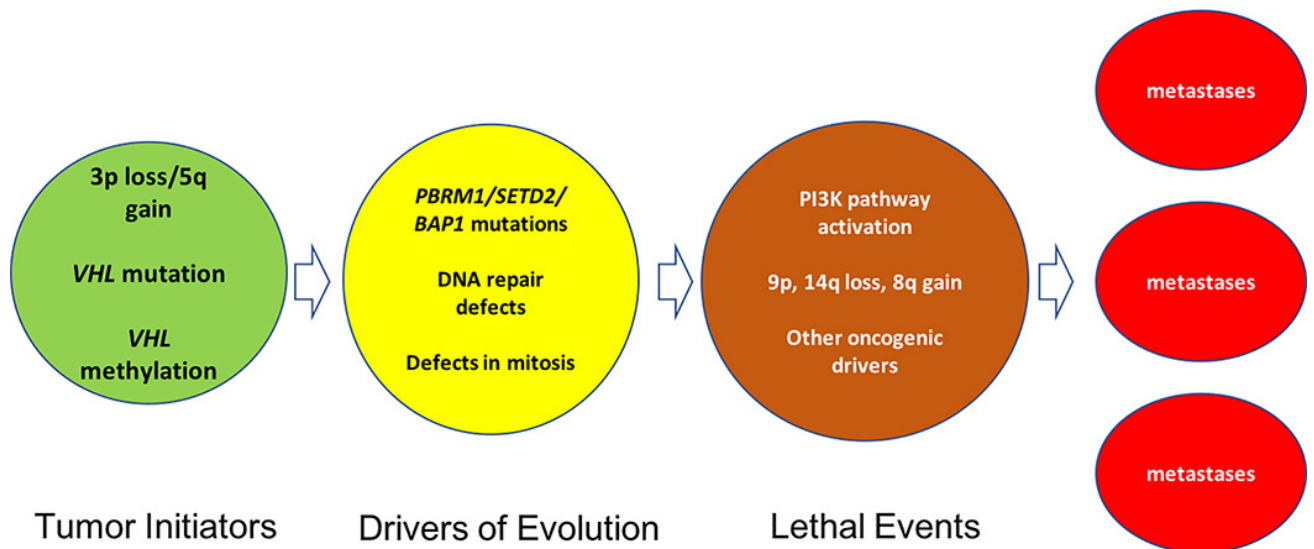 3p loss/5q
gain
VHL mutation
VHL
methylation
PBRM1/SETD2/
BAP1 mutations
DNA repair
defects
Defects in mitosis
PI3K pathway
activation
9p, 14q loss, 8q gain
Other oncogenic
drivers
metastases
metastases
metastases
Tumor Initiators
Drivers of Evolution
Lethal Events